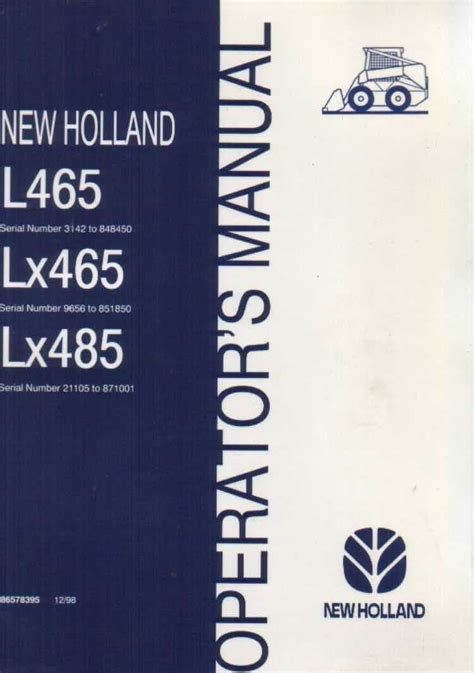 NEW HOLLAND
L465
Serial Number 3142 to 848450
Lx465
Serial Number 9656 to 851850
Lx485
Serial Number 21105 to 871001
86578395 12/98
OPERATOR'S MANUAL
NEW HOLLAND